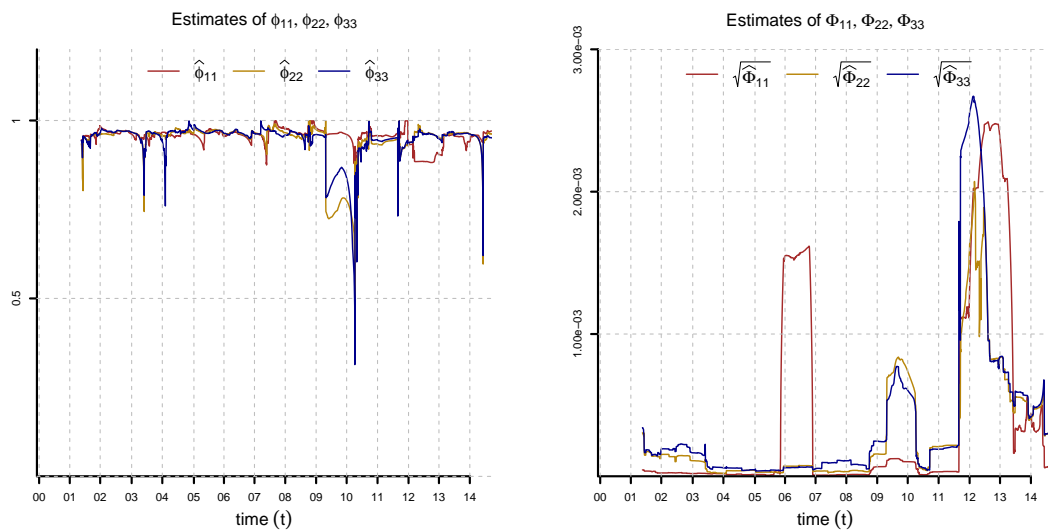 Estimates of ϕ11, ϕ22, ϕ33
ϕ̂11 ϕ̂22 ϕ̂33
1
0.5
00 01 02 03 04 05 06 07 08 09 10 11 12 13 14
time (t)
Estimates of Φ11, Φ22, Φ33
√Φ̂11 √Φ̂22 √Φ̂33
3.00e−03
2.00e−03
1.00e−03
00 01 02 03 04 05 06 07 08 09 10 11 12 13 14
time (t)